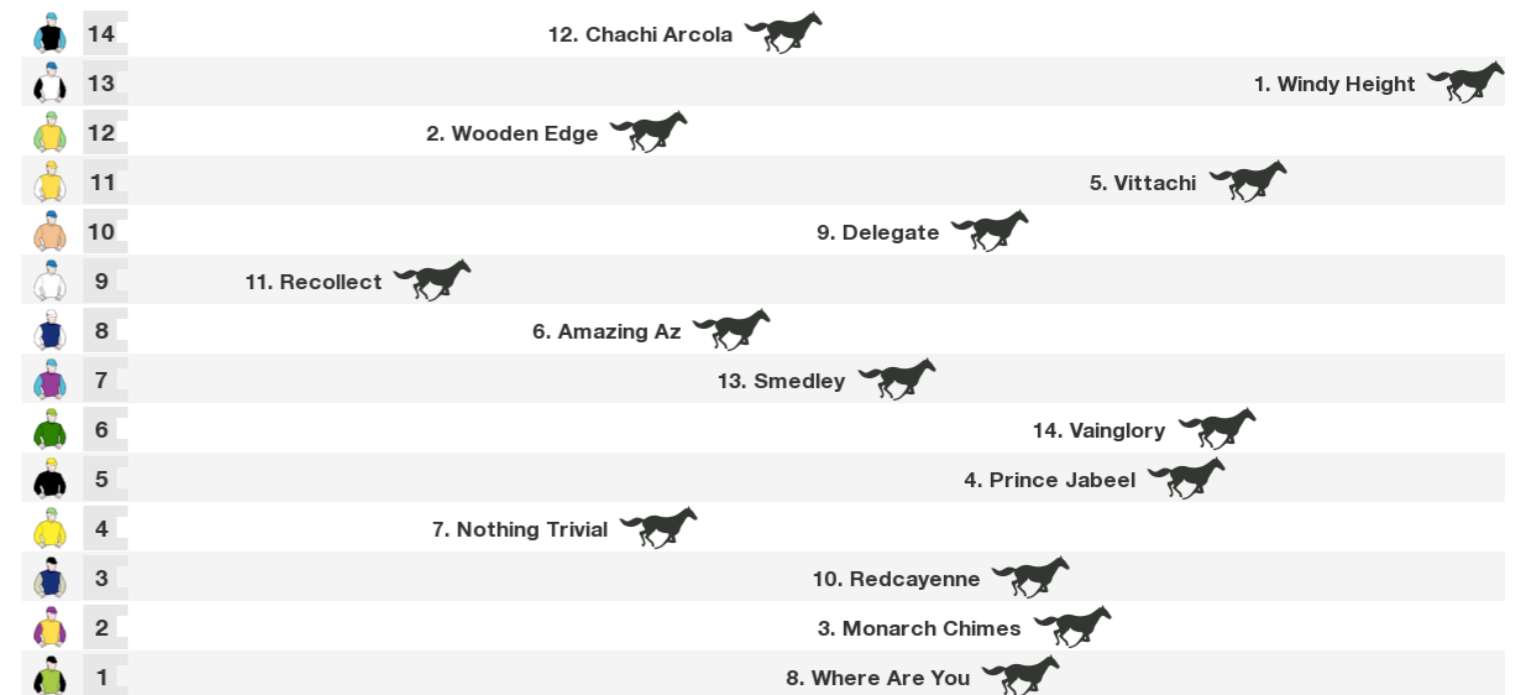 14 12. Chachi Arcola
13 1. Windy Height
12 2. Wooden Edge
11 5. Vittachi
10 9. Delegate
9 11. Recollect
8 6. Amazing Az
7 13. Smedley
6 14. Vainglory
5 4. Prince Jabeel
4 7. Nothing Trivial
3 10. Redcayenne
2 3. Monarch Chimes
1 8. Where Are You